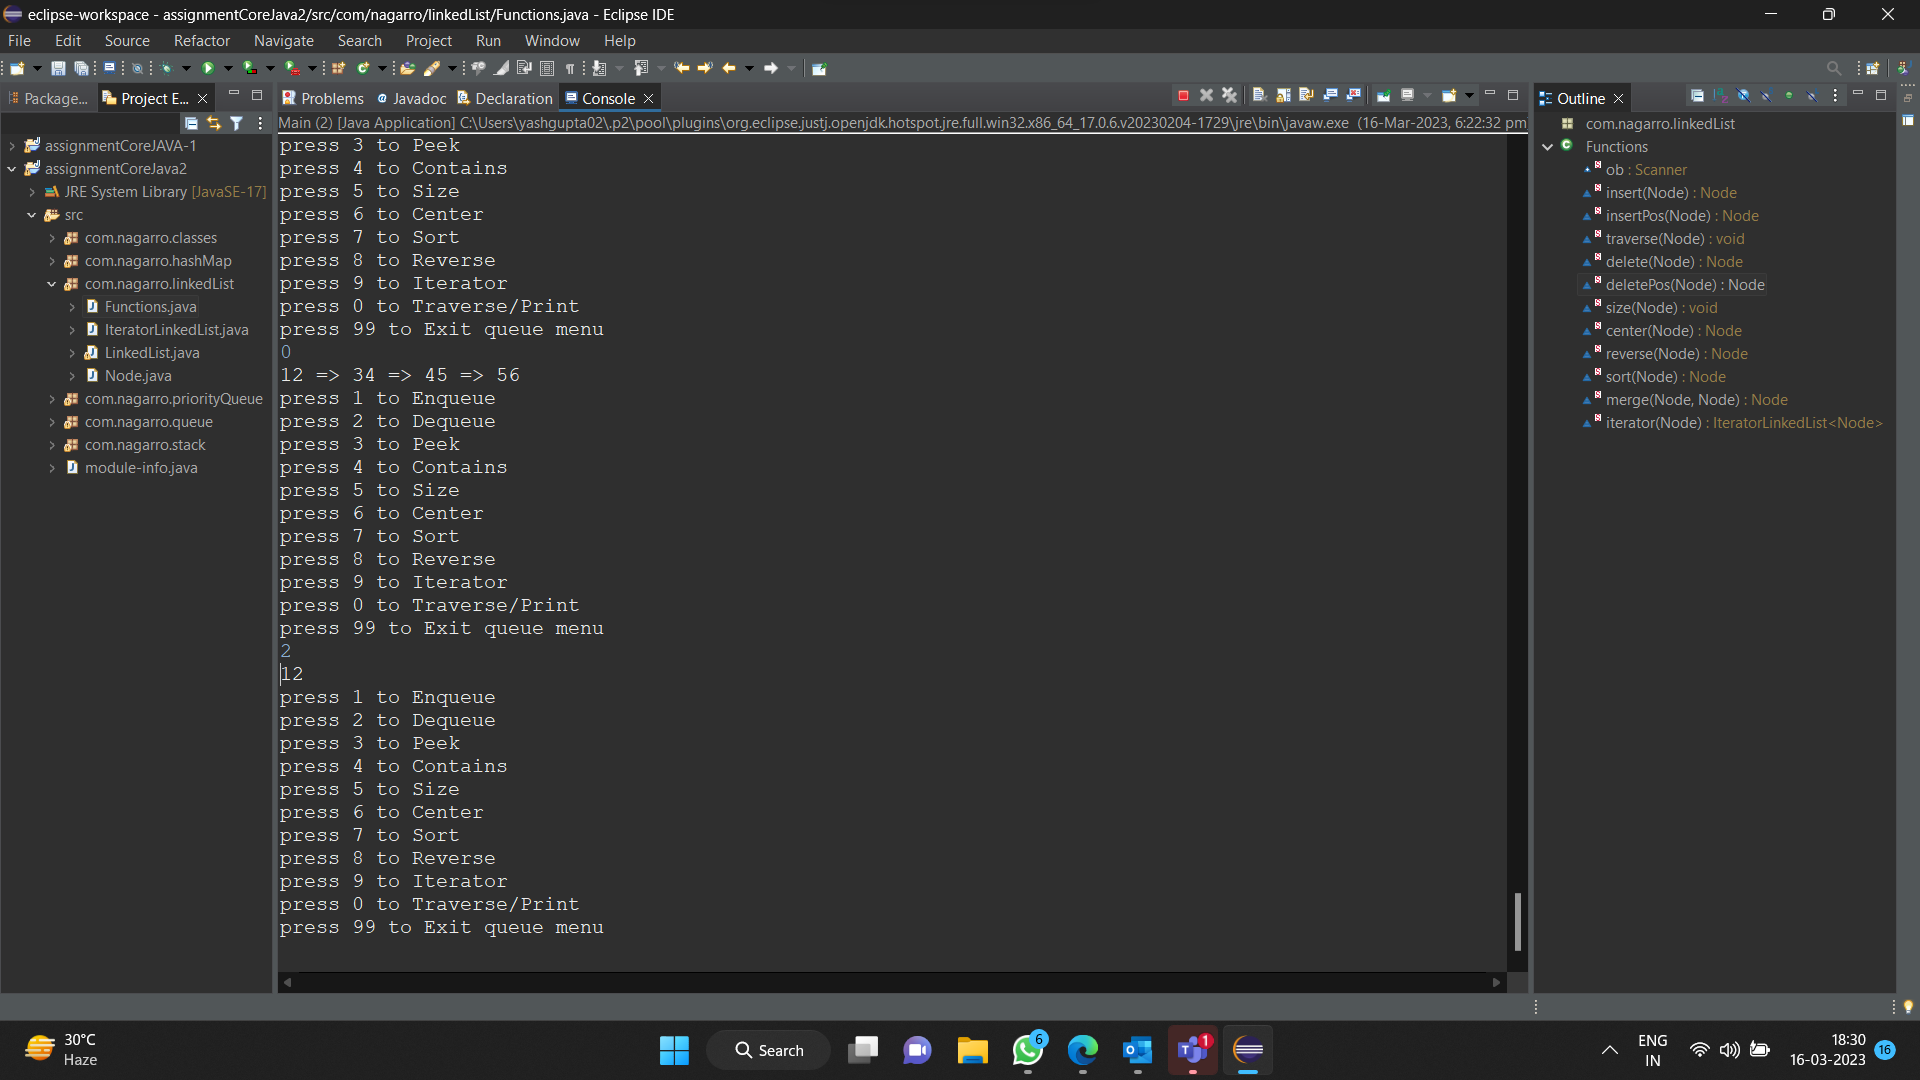 eclipse-workspace - assignmentCoreJava2/src/com/nagarro/linkedList/Functions.java - Eclipse IDE
File Edit Source Refactor Navigate Search Project Run Window Help
Package... Project E...
assignmentCoreJAVA-1
assignmentCoreJava2
JRE System Library [JavaSE-17]
src
com.nagarro.classes
com.nagarro.hashMap
com.nagarro.linkedList
Functions.java
IteratorLinkedList.java
LinkedList.java
Node.java
com.nagarro.priorityQueue
com.nagarro.queue
com.nagarro.stack
module-info.java
Problems Javadoc Declaration Console
Main (2) [Java Application] C:\Users\yashgupta02\.p2\pool\plugins\org.eclipse.justj.openjdk.hotspot.jre.full.win32.x86_64_17.0.6.v20230204-1729\jre\bin\javaw.exe (16-Mar-2023, 6:22:32 pm
press 3 to Peek
press 4 to Contains
press 5 to Size
press 6 to Center
press 7 to Sort
press 8 to Reverse
press 9 to Iterator
press 0 to Traverse/Print
press 99 to Exit queue menu
0
12 => 34 => 45 => 56
press 1 to Enqueue
press 2 to Dequeue
press 3 to Peek
press 4 to Contains
press 5 to Size
press 6 to Center
press 7 to Sort
press 8 to Reverse
press 9 to Iterator
press 0 to Traverse/Print
press 99 to Exit queue menu
2
12
press 1 to Enqueue
press 2 to Dequeue
press 3 to Peek
press 4 to Contains
press 5 to Size
press 6 to Center
press 7 to Sort
press 8 to Reverse
press 9 to Iterator
press 0 to Traverse/Print
press 99 to Exit queue menu
Outline
com.nagarro.linkedList
Functions
ob : Scanner
insert(Node) : Node
insertPos(Node) : Node
traverse(Node) : void
delete(Node) : Node
deletePos(Node) : Node
size(Node) : void
center(Node) : Node
reverse(Node) : Node
sort(Node) : Node
merge(Node, Node) : Node
iterator(Node) : IteratorLinkedList<Node>
30°C
Haze
Search
6
1
ENG
IN
18:30
16-03-2023
16